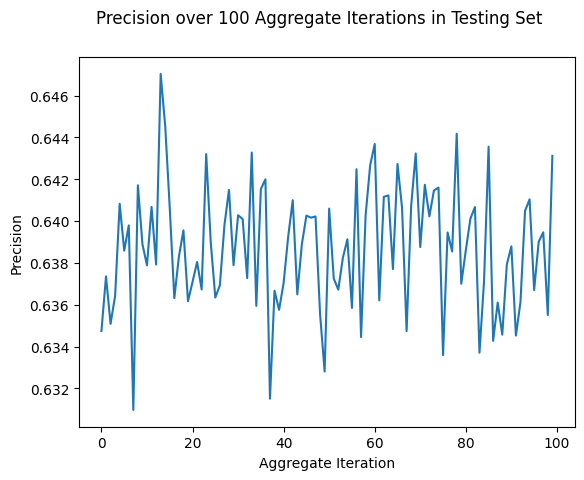 Precision over 100 Aggregate Iterations in Testing Set
0.646
0.644
0.642
0.640
0.638
0.636
0.634
0.632
Precision
0 20 40 60 80 100
Aggregate Iteration